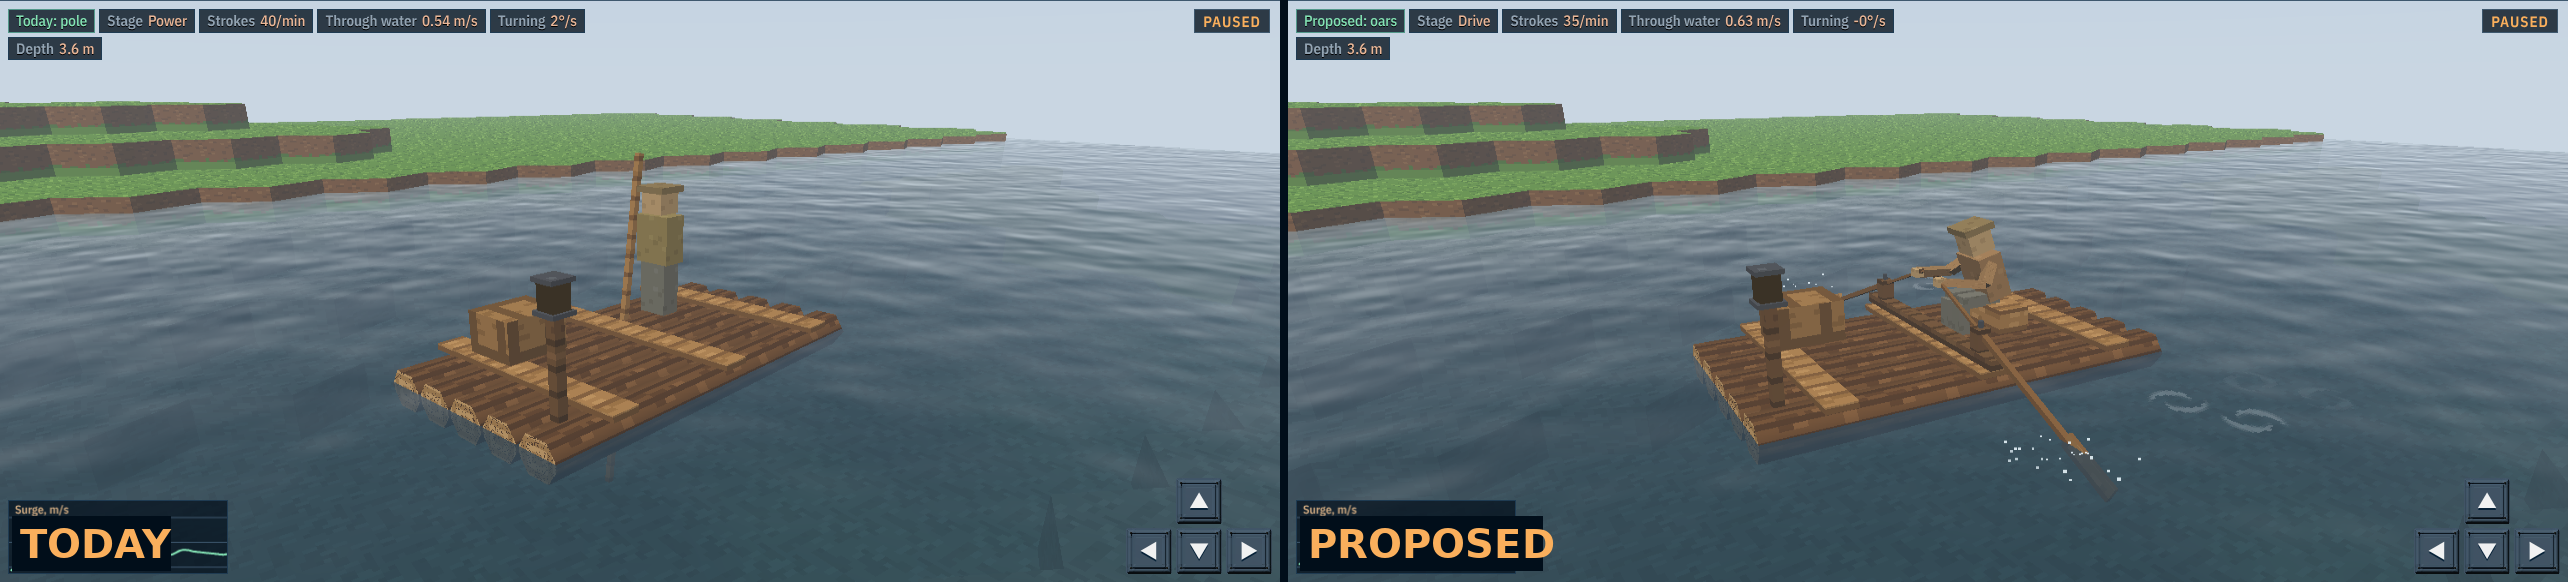 Today: pole Stage Power Strokes 40/min Through water 0.54 m/s Turning 2°/s PAUSED
Depth 3.6 m
Surge, m/s
TODAY
Proposed: oars Stage Drive Strokes 35/min Through water 0.63 m/s Turning -0°/s PAUSED
Depth 3.6 m
Surge, m/s
PROPOSED